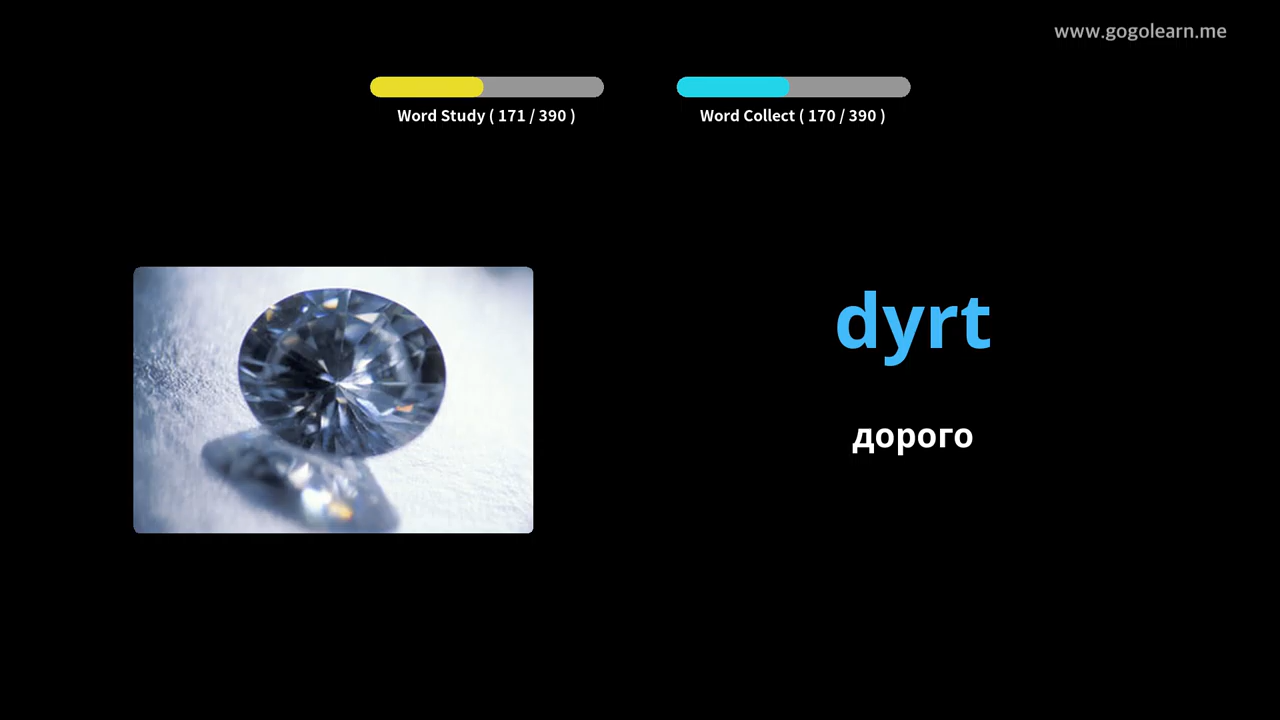 www.gogolearn.me
Word Study ( 171 / 390 )
Word Collect ( 170 / 390 )
dyrt
дорого